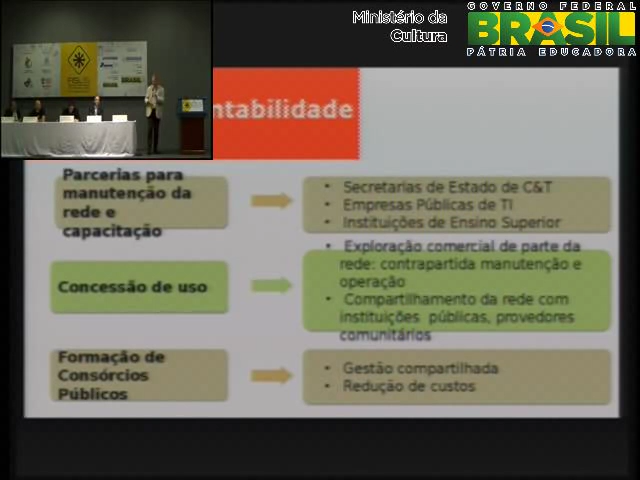 Ministério da
Cultura
GOVERNO FEDERAL
BRASIL
PÁTRIA EDUCADORA
ntabilidade
Parcerias para
manutenção da
rede e
capacitação
• Secretarias de Estado de C&T
• Empresas Públicas de TI
• Instituições de Ensino Superior
Concessão de uso
• Exploração comercial de parte da
rede: contrapartida manutenção e
operação
• Compartilhamento da rede com
instituições públicas, provedores
comunitários
Formação de
Consórcios
Públicos
• Gestão compartilhada
• Redução de custos